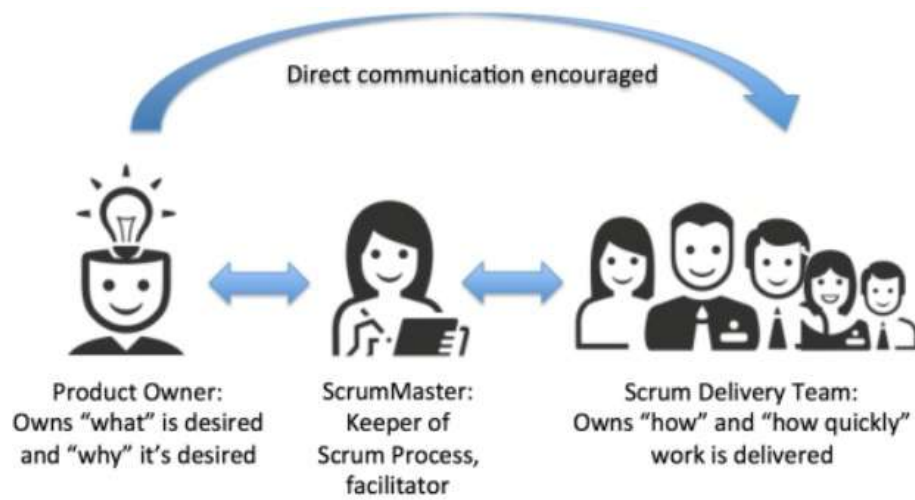 Direct communication encouraged
Product Owner:
Owns “what” is desired
and “why” it’s desired
ScrumMaster:
Keeper of
Scrum Process,
facilitator
Scrum Delivery Team:
Owns “how” and “how quickly”
work is delivered